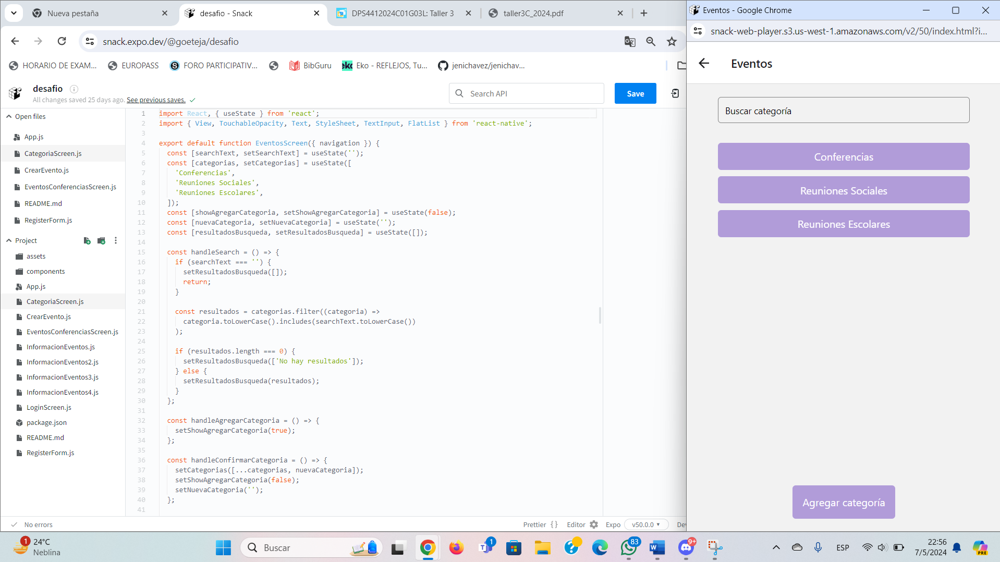 Nueva pestaña
desafio - Snack
DPS4412024C01G03L: Taller 3
taller3C_2024.pdf
snack.expo.dev/@goeteja/desafio
HORARIO DE EXAM...
EUROPASS
FORO PARTICIPATIV...
BibGuru
eko
Eko - REFLEJOS, Tu...
jenichavez/jenichav...
desafio
All changes saved 25 days ago. See previous saves.
Search API
Save
Open files
App.js
CategoriaScreen.js
CrearEvento.js
EventosConferenciasScreen.js
README.md
RegisterForm.js
Project
assets
components
App.js
CategoriaScreen.js
CrearEvento.js
EventosConferenciasScreen.js
InformacionEventos.js
InformacionEventos2.js
InformacionEventos3.js
InformacionEventos4.js
LoginScreen.js
package.json
README.md
RegisterForm.js
1 import React, { useState } from 'react';
2 import { View, TouchableOpacity, Text, StyleSheet, TextInput, FlatList } from 'react-native';
3
4 export default function EventosScreen({ navigation }) {
5 const [searchText, setSearchText] = useState('');
6 const [categorias, setCategorias] = useState([
7 'Conferencias',
8 'Reuniones Sociales',
9 'Reuniones Escolares',
10 ]);
11 const [showAgregarCategoria, setShowAgregarCategoria] = useState(false);
12 const [nuevaCategoria, setNuevaCategoria] = useState('');
13 const [resultadosBusqueda, setResultadosBusqueda] = useState([]);
14
15 const handleSearch = () => {
16 if (searchText === '') {
17 setResultadosBusqueda([]);
18 return;
19 }
20
21 const resultados = categorias.filter((categoria) =>
22 categoria.toLowerCase().includes(searchText.toLowerCase())
23 );
24
25 if (resultados.length === 0) {
26 setResultadosBusqueda(['No hay resultados']);
27 } else {
28 setResultadosBusqueda(resultados);
29 }
30 };
31
32 const handleAgregarCategoria = () => {
33 setShowAgregarCategoria(true);
34 };
35
36 const handleConfirmarCategoria = () => {
37 setCategorias([...categorias, nuevaCategoria]);
38 setShowAgregarCategoria(false);
39 setNuevaCategoria('');
40 };
41
No errors
Prettier { }
Editor
Expo
v50.0.0
Dev
Eventos - Google Chrome
snack-web-player.s3.us-west-1.amazonaws.com/v2/50/index.html?i...
Eventos
Buscar categoría
Conferencias
Reuniones Sociales
Reuniones Escolares
Agregar categoría
1
24°C
Neblina
Buscar
1
83
9+
ESP
22:56
7/5/2024
PRE